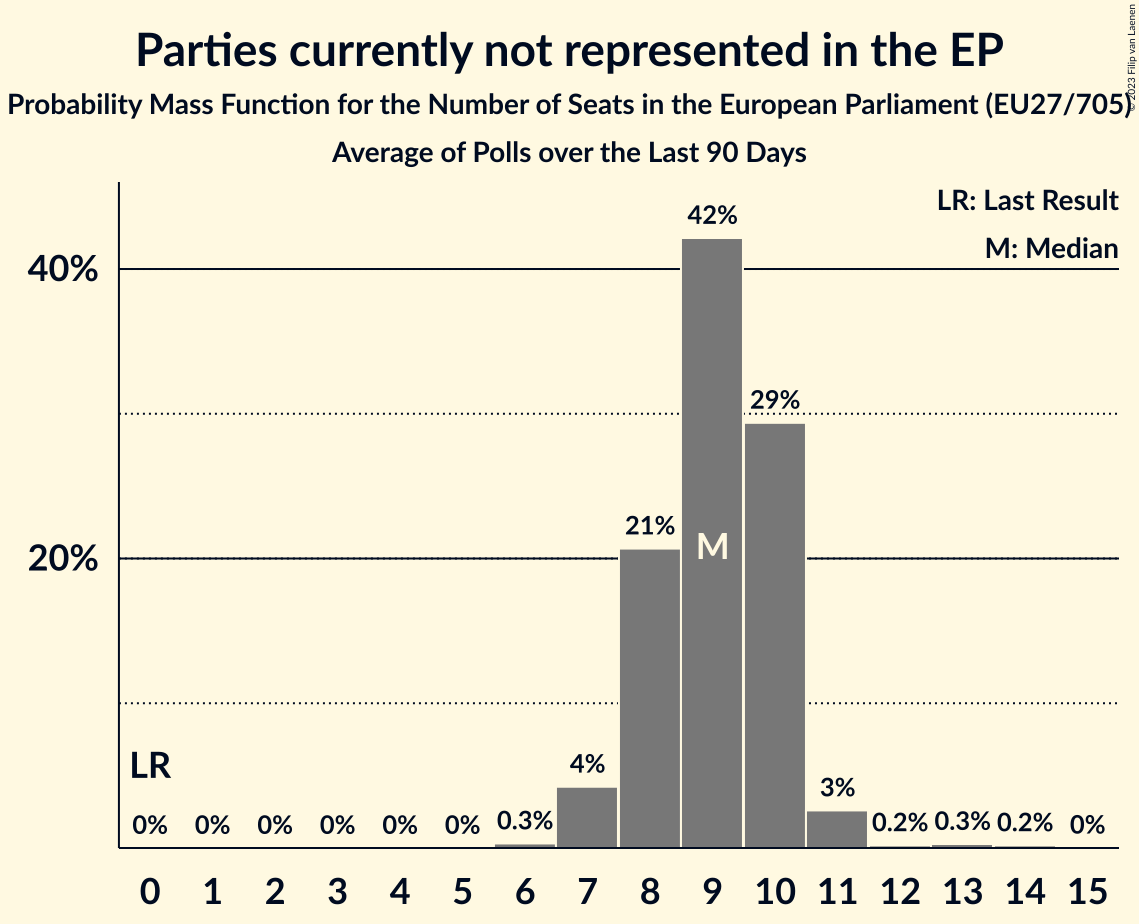 Parties currently not represented in the EP
Probability Mass Function for the Number of Seats in the European Parliament (EU27/705)
Average of Polls over the Last 90 Days
© 2023 Filip van Laenen
LR: Last Result
M: Median
40%
20%
42%
29%
21%
M
LR
4%
3%
0% 0% 0% 0% 0% 0% 0.3% 0.2% 0.3% 0.2% 0%
0 1 2 3 4 5 6 7 8 9 10 11 12 13 14 15